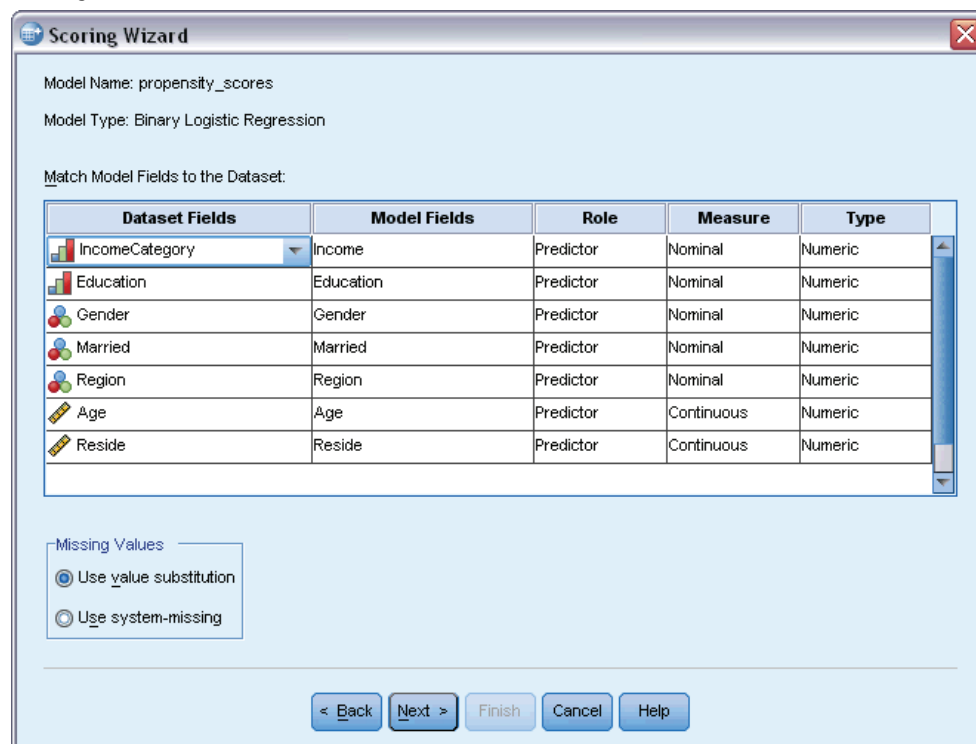 Scoring Wizard
Model Name: propensity_scores
Model Type: Binary Logistic Regression
Match Model Fields to the Dataset:
Dataset Fields Model Fields Role Measure Type
IncomeCategory Income Predictor Nominal Numeric
Education Education Predictor Nominal Numeric
Gender Gender Predictor Nominal Numeric
Married Married Predictor Nominal Numeric
Region Region Predictor Nominal Numeric
Age Age Predictor Continuous Numeric
Reside Reside Predictor Continuous Numeric
Missing Values
Use value substitution
Use system-missing
< Back Next > Finish Cancel Help